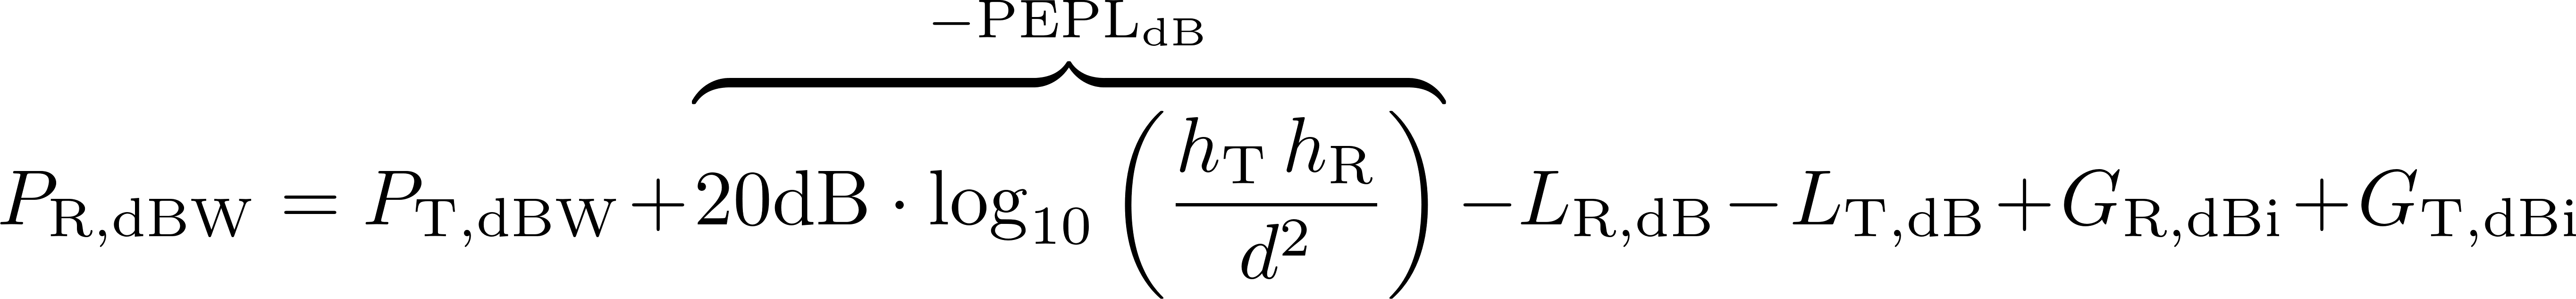 −PEPL_dB
P_R,dBW = P_T,dBW +20dB · log_10 (h_T h_R / d^2) −L_R,dB − L_T,dB +G_R,dBi +G_T,dBi